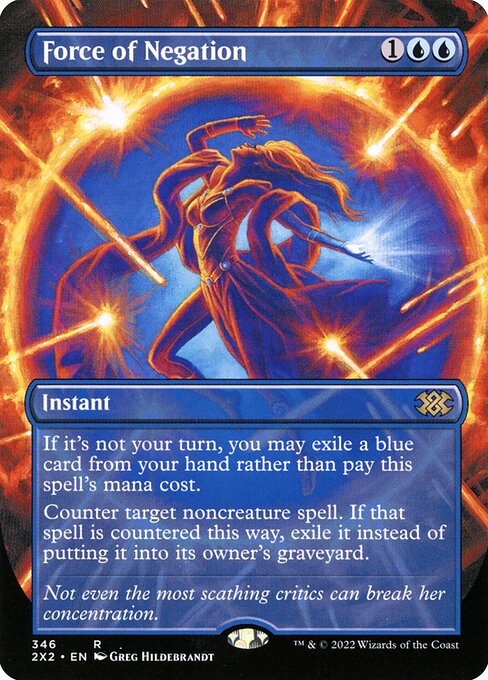 Force of Negation 1
Instant
If it's not your turn, you may exile a blue
card from your hand rather than pay this
spell's mana cost.
Counter target noncreature spell. If that
spell is countered this way, exile it instead of
putting it into its owner's graveyard.
Not even the most scathing critics can break her
concentration.
346 R
2X2 • EN Greg Hildebrandt
™ & © 2022 Wizards of the Coast